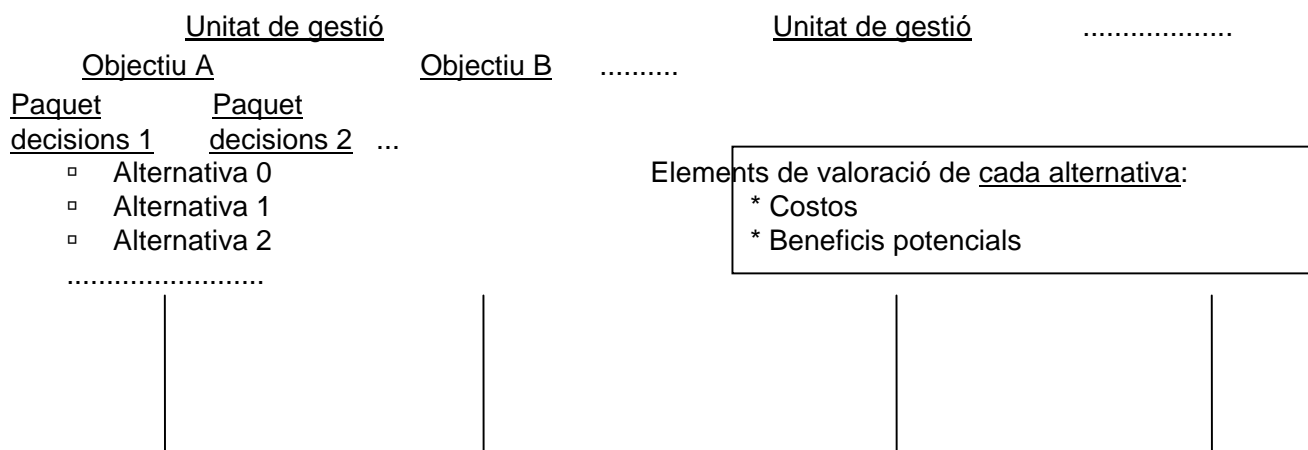 Unitat de gestió Unitat de gestió ...................
Objectiu A Objectiu B ..........
Paquet Paquet
decisions 1 decisions 2 ...
▫ Alternativa 0 Elements de valoració de cada alternativa:
▫ Alternativa 1 * Costos
▫ Alternativa 2 * Beneficis potencials
.........................